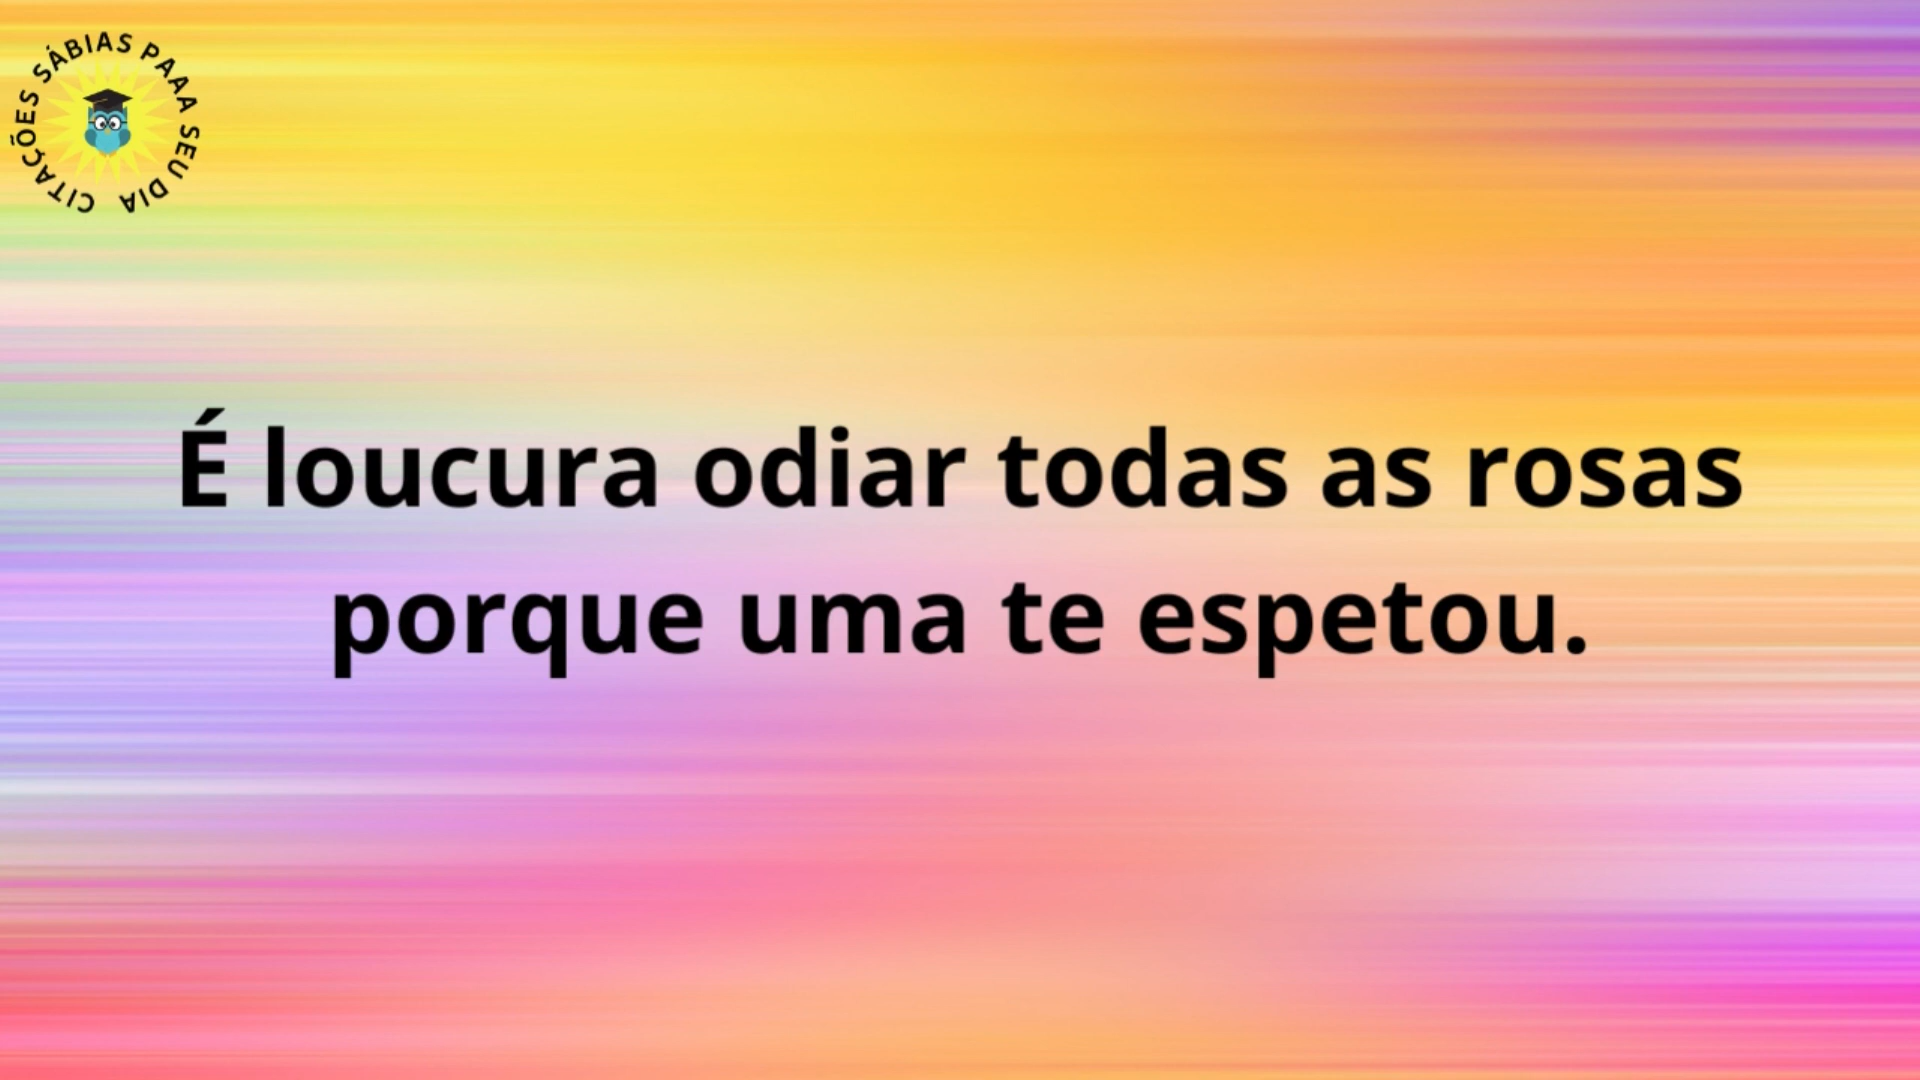 CITAÇÕES SÁBIAS PAAA SEU DIA
É loucura odiar todas as rosas
porque uma te espetou.